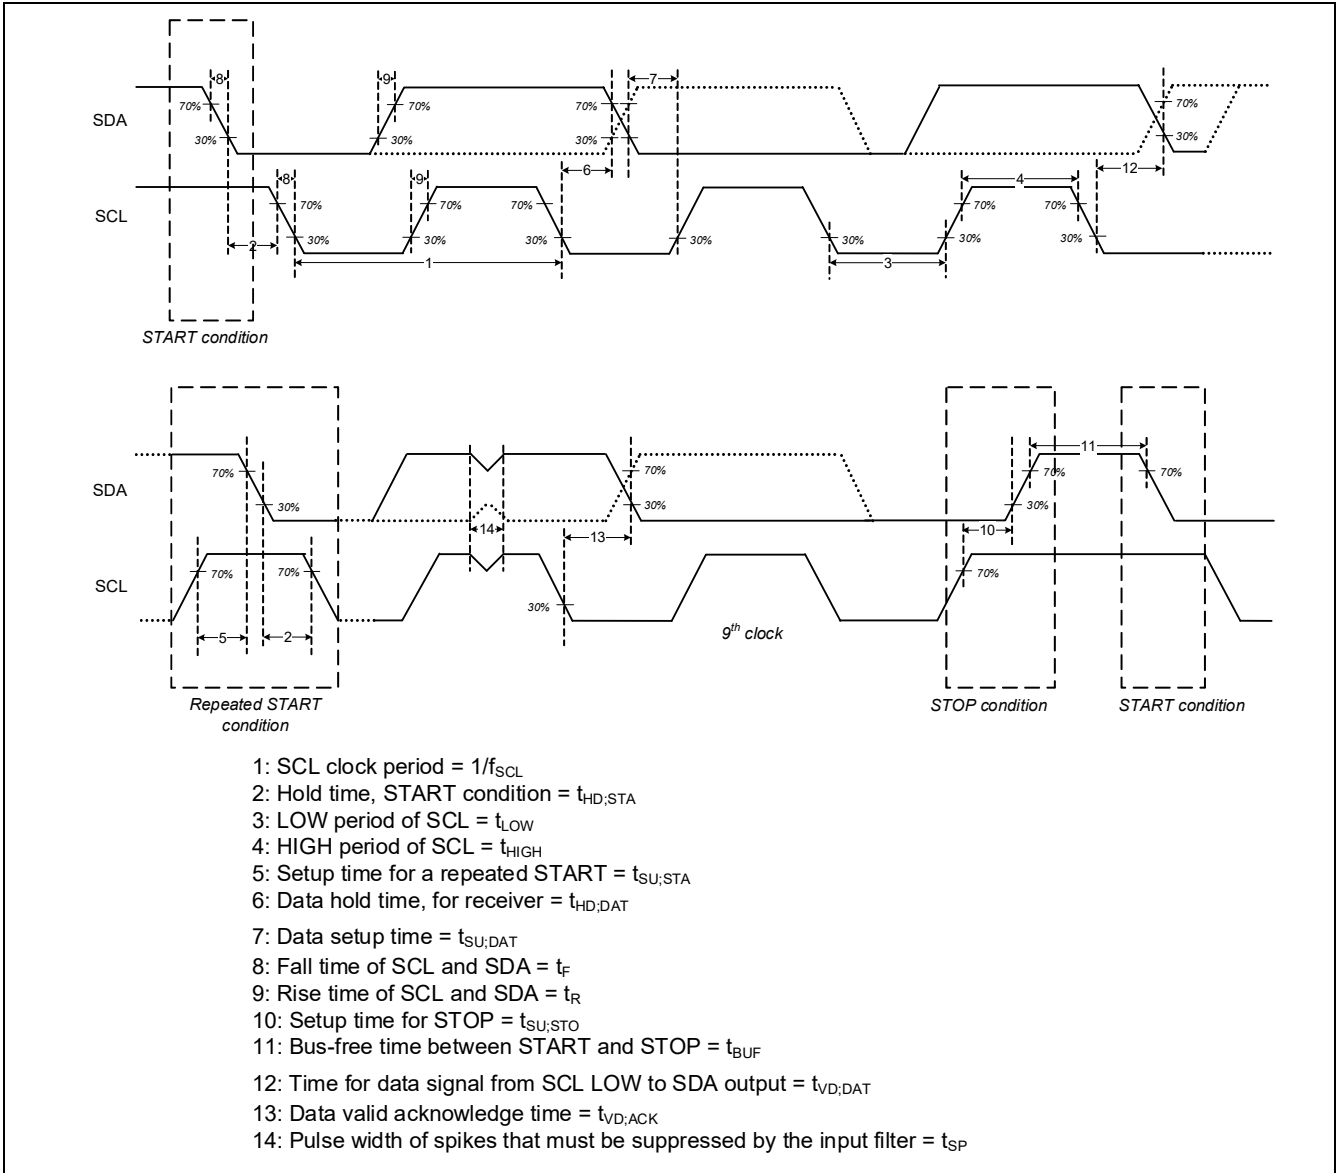 8 9 7
70% 70% 70% 70%
SDA
30% 30% 30% 30%
6 12
8 9 4
SCL
70% 70% 70% 70% 70%
30% 30% 30% 30% 30% 30% 30%
2 1 3
START condition
11
70% 70% 70% 70%
SDA
30% 30% 30%
14 13 10
SCL
70% 70% 70%
30%
5 2
9th clock
Repeated START
condition
STOP condition
START condition
1: SCL clock period = 1/fSCL
2: Hold time, START condition = tHD;STA
3: LOW period of SCL = tLOW
4: HIGH period of SCL = tHIGH
5: Setup time for a repeated START = tSU;STA
6: Data hold time, for receiver = tHD;DAT
7: Data setup time = tSU;DAT
8: Fall time of SCL and SDA = tF
9: Rise time of SCL and SDA = tR
10: Setup time for STOP = tSU;STO
11: Bus-free time between START and STOP = tBUF
12: Time for data signal from SCL LOW to SDA output = tVD;DAT
13: Data valid acknowledge time = tVD;ACK
14: Pulse width of spikes that must be suppressed by the input filter = tSP